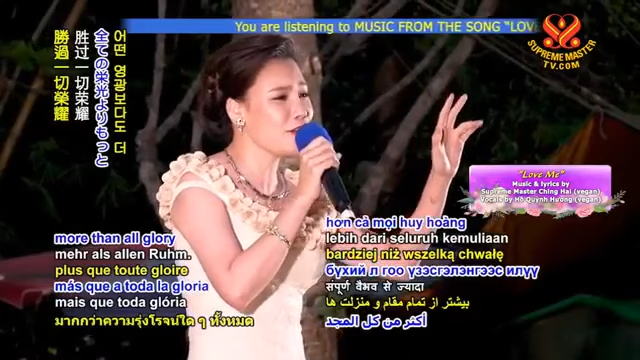 You are listening to MUSIC FROM THE SONG "LOVE
SUPREME MASTER
TV.COM
어떤 영광보다도 더
全ての栄光よりもっと
胜过一切荣耀
勝過一切榮耀
"Love Me"
Music & lyrics by
Supreme Master Ching Hai (vegan)
Vocals by Hồ Quỳnh Hương (vegan)
more than all glory
mehr als allen Ruhm.
plus que toute gloire
más que a toda la gloria
mais que toda glória
มากกว่าความรุ่งโรจน์ใด ๆ ทั้งหมด
hơn cả mọi huy hoàng
lebih dari seluruh kemuliaan
bardziej niż wszelką chwałę
бүхий л гоо үзэсгэлэнгээс илүү
संपूर्ण वैभव से ज्यादा
بیشتر از تمام مقام و منزلت ها
أكثر من كل المجد